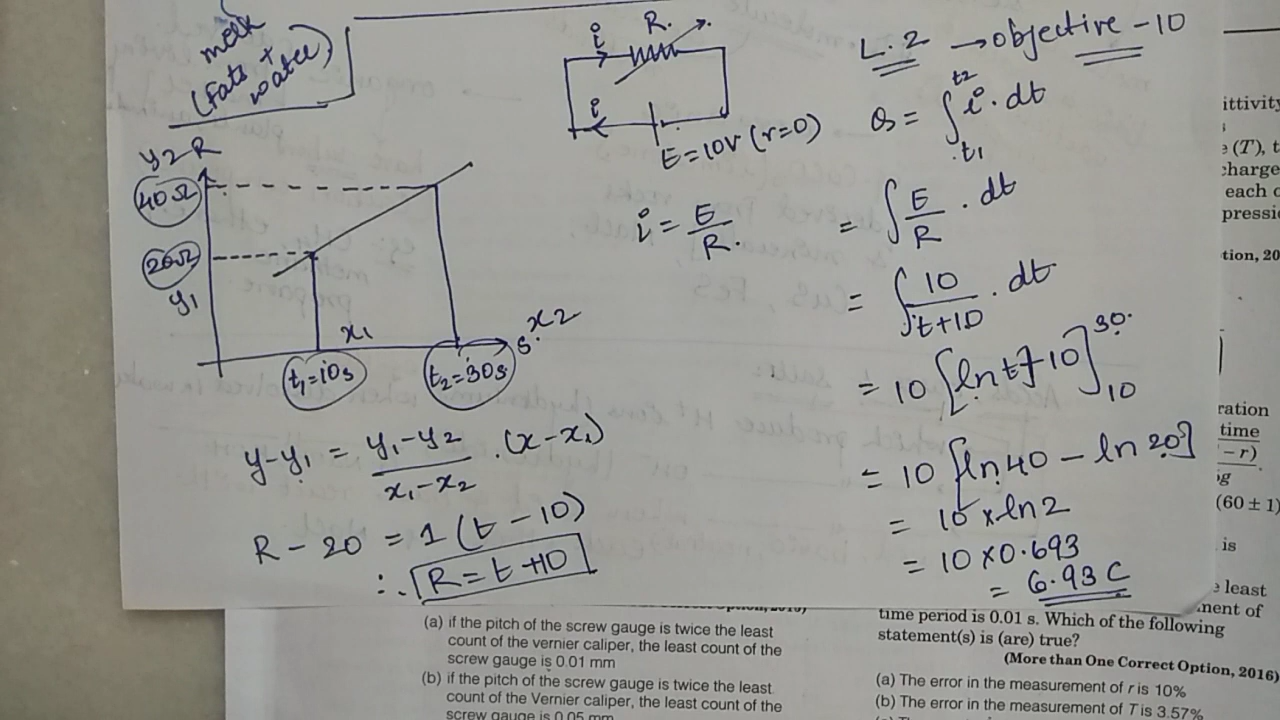 milk
(Fats +
water)
i
R.
i
E=10V (r=0)
L.2 → objective - 10
Q = ∫ i . dt
t2
t1
i = E/R.
= ∫ E/R . dt
= ∫ 10/t+10 . dt
= 10 [ln t + 10] 30. 10
= 10 [ln 40 - ln 20]
= 10 x ln 2
= 10 x 0.693
= 6.93 C
y2 R
40Ω
20Ω
y1
x1
x2
s.
t1=10s
t2=30s
y-y1 = y1-y2/x1-x2 . (x-x1)
R - 20 = 1 (t - 10)
∴ R = t + 10
ittivity
(T), t
charge
each c
pressi
tion, 20
ration
time
- r)
(60 ± 1)
is
least
ment of
(a) if the pitch of the screw gauge is twice the least
count of the vernier caliper, the least count of the
screw gauge is 0.01 mm
(b) if the pitch of the screw gauge is twice the least
count of the Vernier caliper, the least count of the
screw gauge is 0.05 mm
time period is 0.01 s. Which of the following
statement(s) is (are) true?
(More than One Correct Option, 2016)
(a) The error in the measurement of r is 10%
(b) The error in the measurement of T is 3.57%